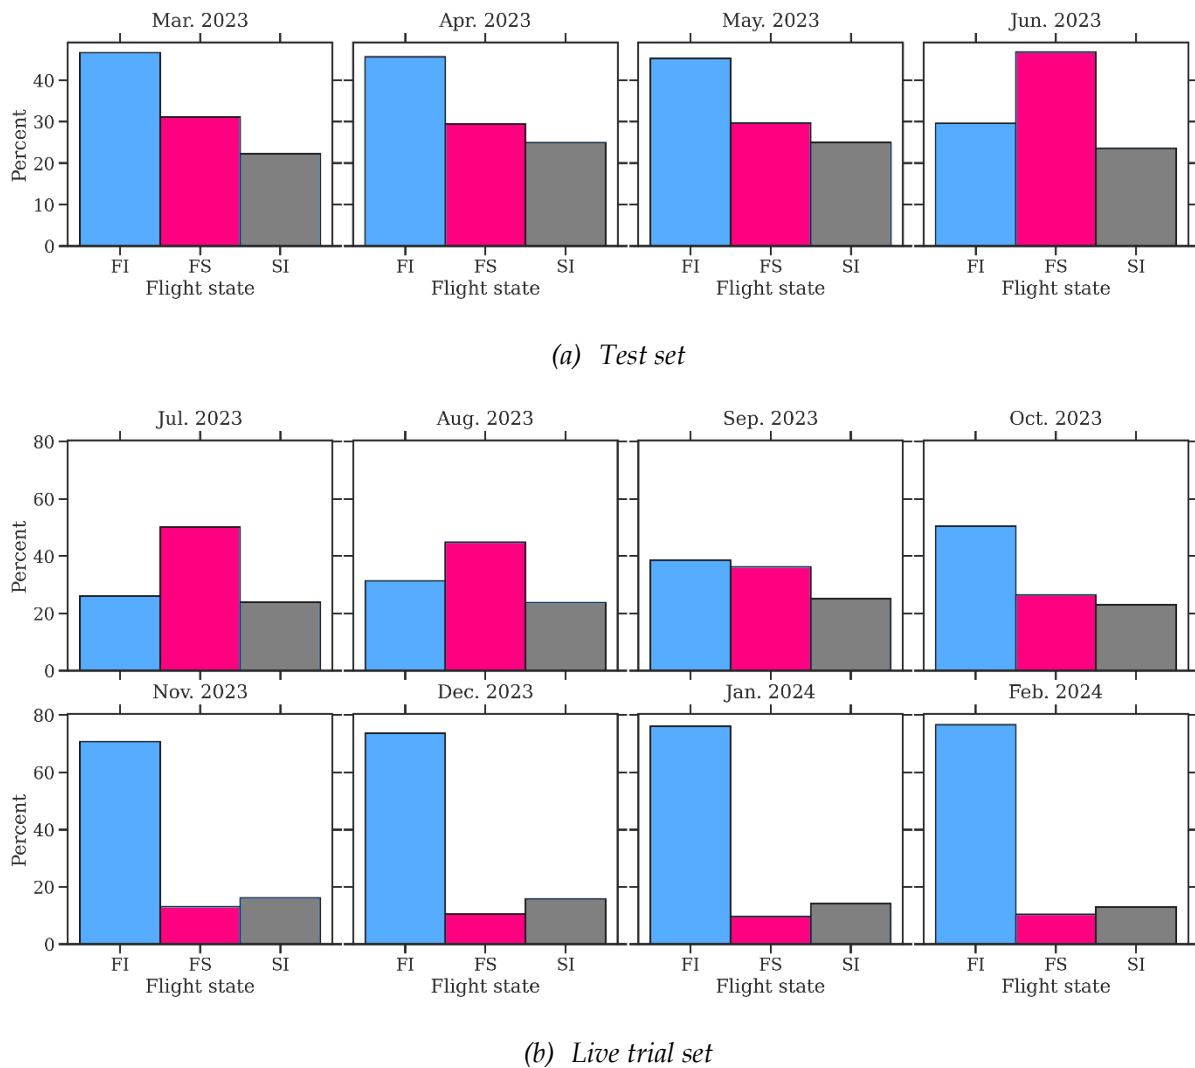 Mar. 2023 Apr. 2023 May. 2023 Jun. 2023
Percent
40
30
20
10
0
FI FS SI FI FS SI FI FS SI FI FS SI
Flight state Flight state Flight state Flight state
(a) Test set
Jul. 2023 Aug. 2023 Sep. 2023 Oct. 2023
Percent
80
60
40
20
0
Nov. 2023 Dec. 2023 Jan. 2024 Feb. 2024
Percent
80
60
40
20
0
FI FS SI FI FS SI FI FS SI FI FS SI
Flight state Flight state Flight state Flight state
(b) Live trial set